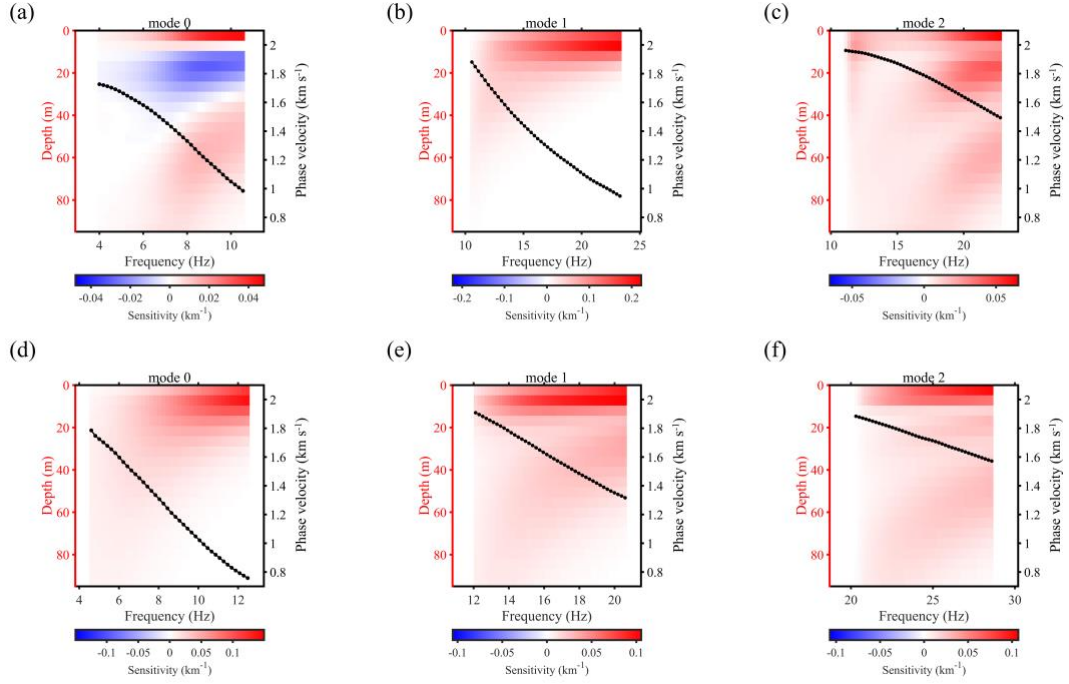 (a)
mode 0
0
20
40
60
80
Depth (m)
2
1.8
1.6
1.4
1.2
1
0.8
Phase velocity (km s-1)
4 6 8 10
Frequency (Hz)
-0.04 -0.02 0 0.02 0.04
Sensitivity (km-1)
(b)
mode 1
0
20
40
60
80
Depth (m)
2
1.8
1.6
1.4
1.2
1
0.8
Phase velocity (km s-1)
10 15 20 25
Frequency (Hz)
-0.2 -0.1 0 0.1 0.2
Sensitivity (km-1)
(c)
mode 2
0
20
40
60
80
Depth (m)
2
1.8
1.6
1.4
1.2
1
0.8
Phase velocity (km s-1)
10 15 20
Frequency (Hz)
-0.05 0 0.05
Sensitivity (km-1)
(d)
mode 0
0
20
40
60
80
Depth (m)
2
1.8
1.6
1.4
1.2
1
0.8
Phase velocity (km s-1)
4 6 8 10 12
Frequency (Hz)
-0.1 -0.05 0 0.05 0.1
Sensitivity (km-1)
(e)
mode 1
0
20
40
60
80
Depth (m)
2
1.8
1.6
1.4
1.2
1
0.8
Phase velocity (km s-1)
12 14 16 18 20
Frequency (Hz)
-0.1 -0.05 0 0.05 0.1
Sensitivity (km-1)
(f)
mode 2
0
20
40
60
80
Depth (m)
2
1.8
1.6
1.4
1.2
1
0.8
Phase velocity (km s-1)
20 25 30
Frequency (Hz)
-0.1 -0.05 0 0.05 0.1
Sensitivity (km-1)